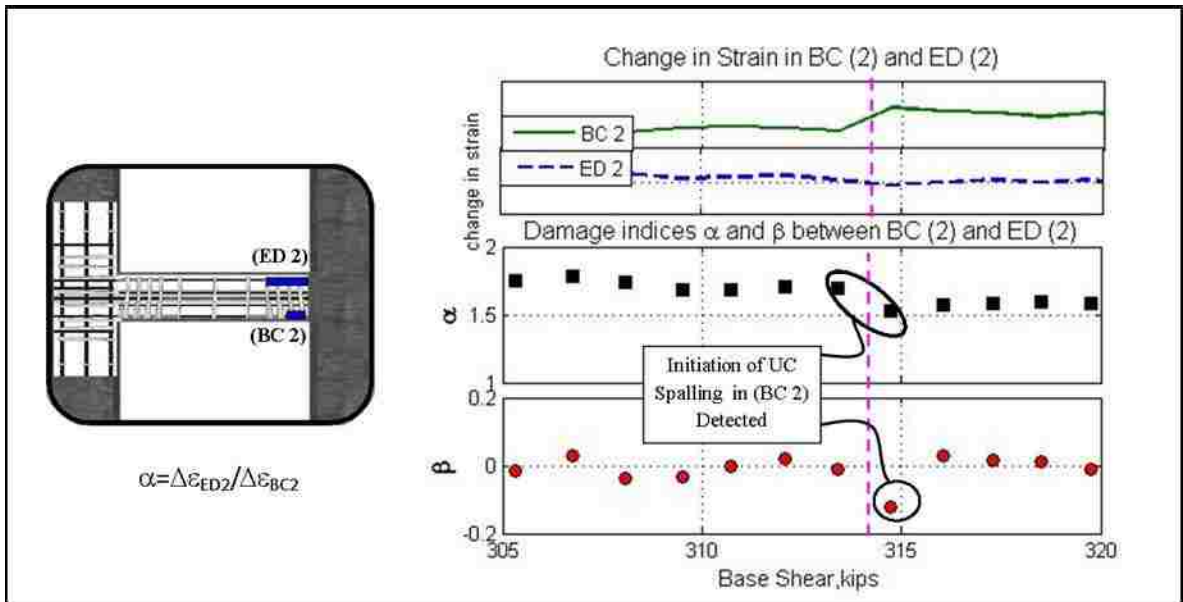 (ED 2)
(BC 2)
α=Δε_ED2/Δε_BC2
Change in Strain in BC (2) and ED (2)
change in strain
BC 2
ED 2
Damage indices α and β between BC (2) and ED (2)
2
α
1.5
1
Initiation of UC
Spalling in (BC 2)
Detected
0.2
β
0
-0.2
305
310
315
320
Base Shear,kips